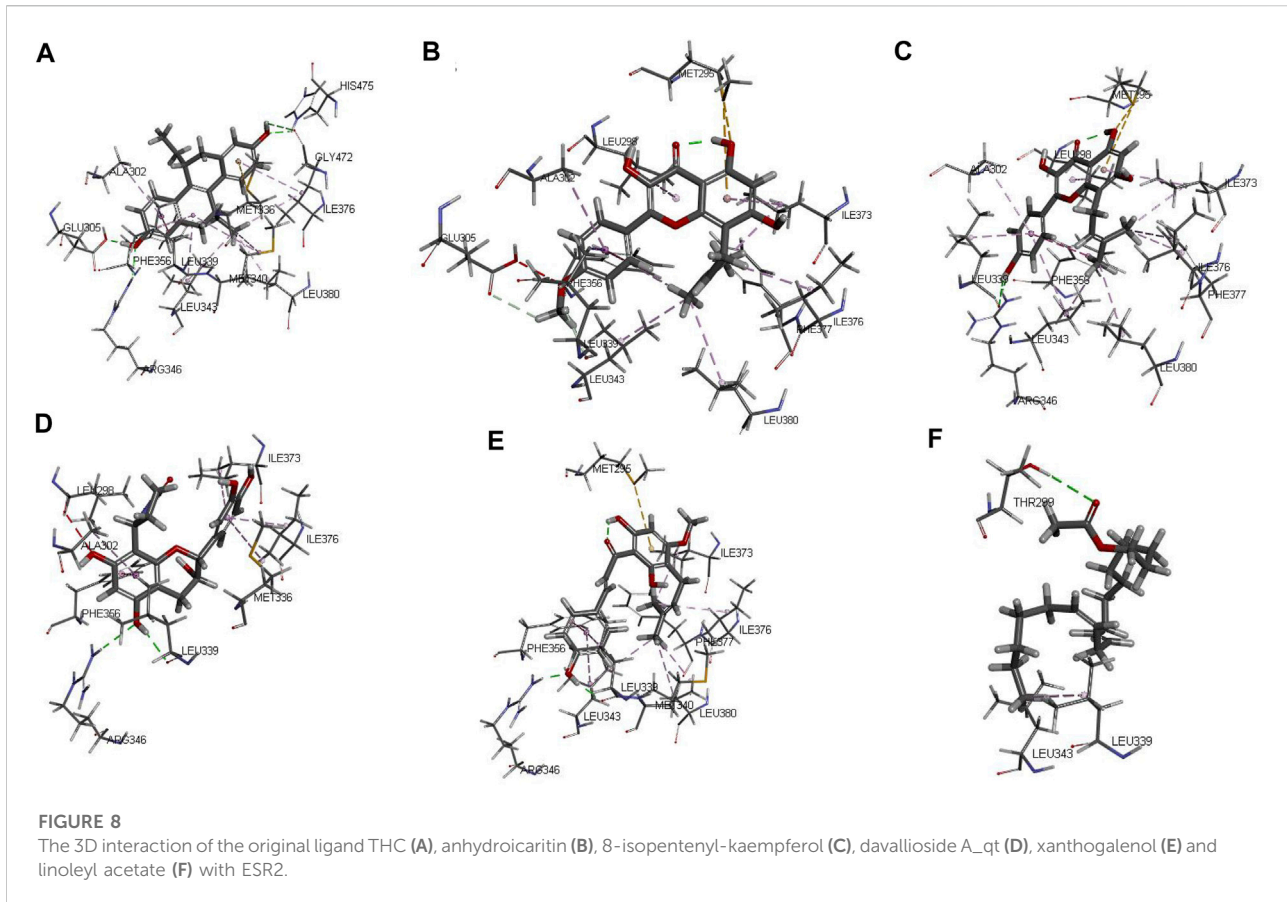 A
HIS475
GLY472
ALA302
MET336
ILE376
GLU305
PHE356
LEU339
MET340
LEU380
LEU343
ARG346
B
MET295
LEU298
ALA302
ILE373
GLU305
PHE356
ILE376
PHE377
LEU339
LEU343
LEU380
C
MET295
LEU298
ALA302
ILE373
ILE376
LEU339
PHE356
PHE377
LEU343
LEU380
ARG346
D
ILE373
LEU298
ILE376
ALA302
MET336
PHE356
LEU339
ARG346
E
MET295
ILE373
ILE376
PHE356
PHE377
LEU339
MET340
LEU343
LEU380
ARG346
F
THR299
LEU339
LEU343
FIGURE 8
The 3D interaction of the original ligand THC (A), anhydroicaritin (B), 8-isopentenyl-kaempferol (C), davallioside A_qt (D), xanthogalenol (E) and
linoleyl acetate (F) with ESR2.